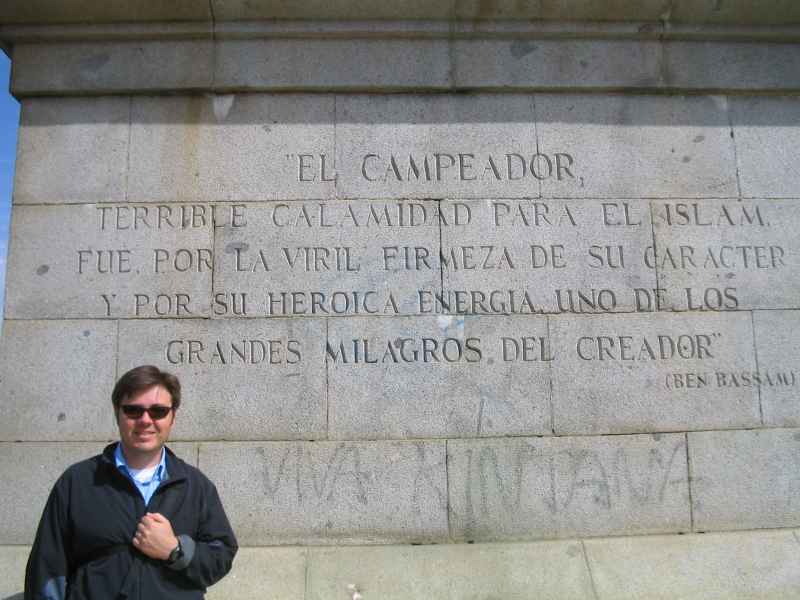 "EL CAMPEADOR,
TERRIBLE CALAMIDAD PARA EL ISLAM,
FUE, POR LA VIRIL FIRMEZA DE SU CARACTER
Y POR SU HEROICA ENERGIA, UNO DE LOS
GRANDES MILAGROS DEL CREADOR"
(BEN BASSAM)
VIVA